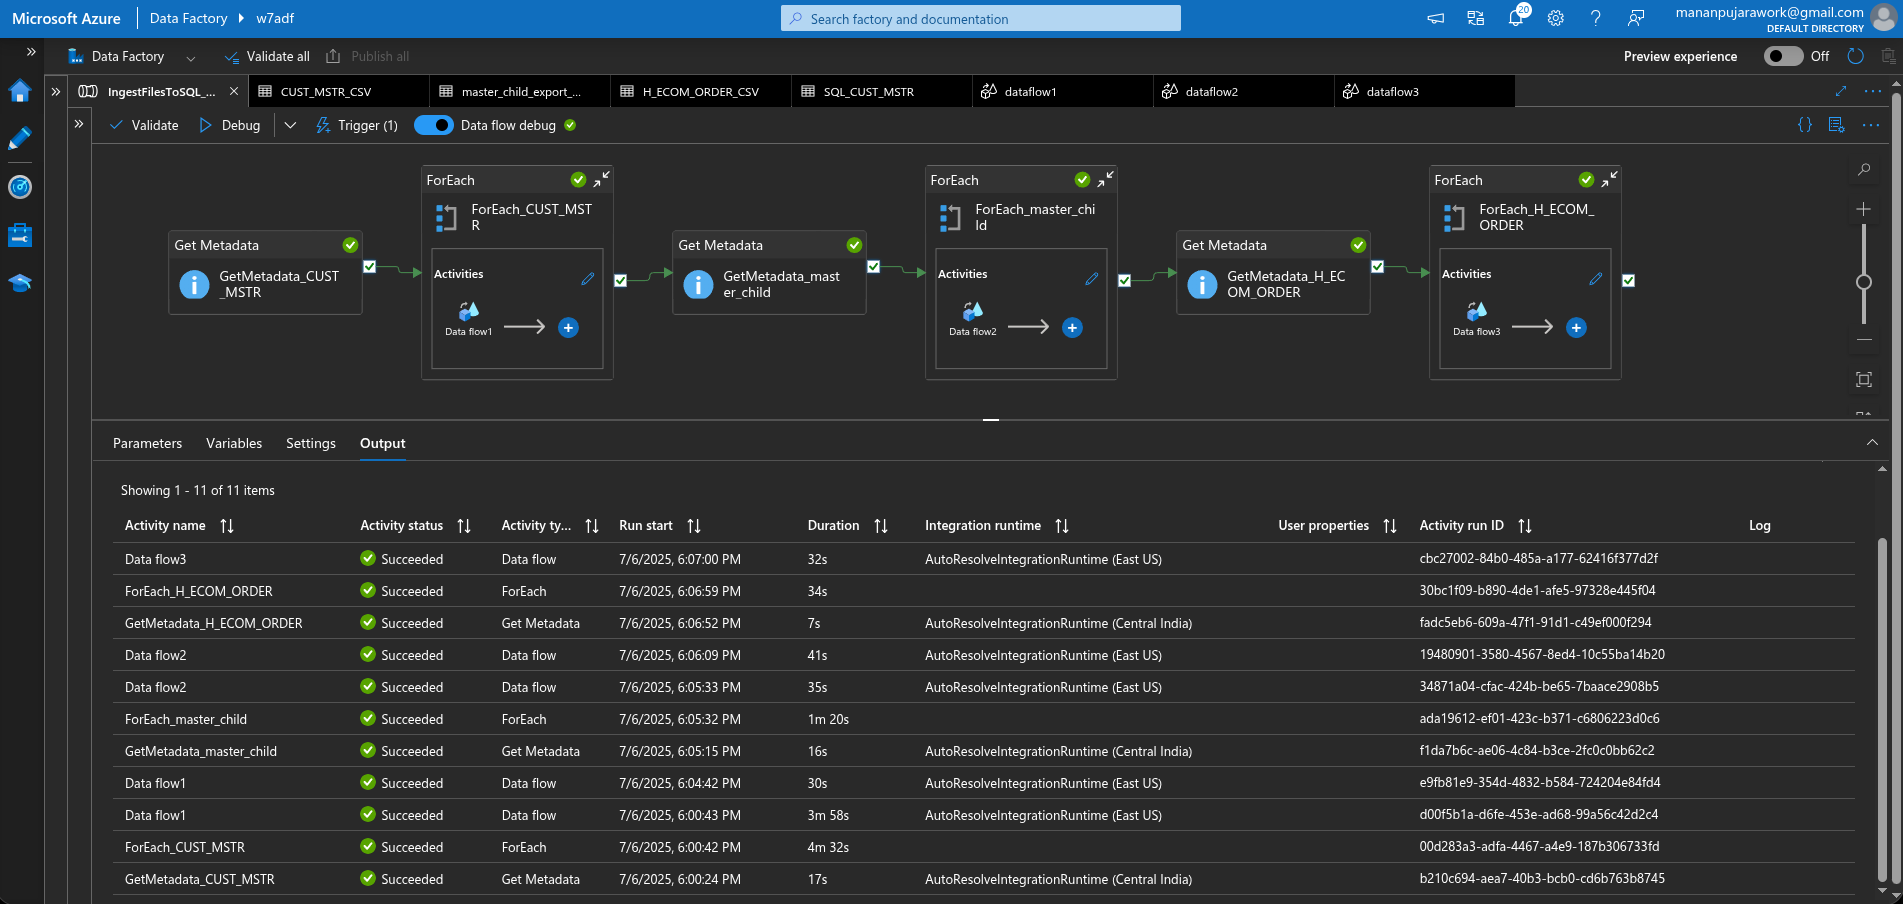 Microsoft Azure Data Factory w7adf Search factory and documentation 20 mananpujarawork@gmail.com
DEFAULT DIRECTORY
Data Factory Validate all Publish all Preview experience Off
IngestFilesToSQL_... CUST_MSTR_CSV master_child_export_... H_ECOM_ORDER_CSV SQL_CUST_MSTR dataflow1 dataflow2 dataflow3
Validate Debug Trigger (1) Data flow debug
Get Metadata
GetMetadata_CUST
_MSTR
ForEach
ForEach_CUST_MST
R
Activities
Data flow1
Get Metadata
GetMetadata_mast
er_child
ForEach
ForEach_master_chi
ld
Activities
Data flow2
Get Metadata
GetMetadata_H_EC
OM_ORDER
ForEach
ForEach_H_ECOM_
ORDER
Activities
Data flow3
Parameters Variables Settings Output
Showing 1 - 11 of 11 items
Activity name Activity status Activity ty... Run start Duration Integration runtime User properties Activity run ID Log
Data flow3 Succeeded Data flow 7/6/2025, 6:07:00 PM 32s AutoResolveIntegrationRuntime (East US) cbc27002-84b0-485a-a177-62416f377d2f
ForEach_H_ECOM_ORDER Succeeded ForEach 7/6/2025, 6:06:59 PM 34s 30bc1f09-b890-4de1-afe5-97328e445f04
GetMetadata_H_ECOM_ORDER Succeeded Get Metadata 7/6/2025, 6:06:52 PM 7s AutoResolveIntegrationRuntime (Central India) fadc5eb6-609a-47f1-91d1-c49ef000f294
Data flow2 Succeeded Data flow 7/6/2025, 6:06:09 PM 41s AutoResolveIntegrationRuntime (East US) 19480901-3580-4567-8ed4-10c55ba14b20
Data flow2 Succeeded Data flow 7/6/2025, 6:05:33 PM 35s AutoResolveIntegrationRuntime (East US) 34871a04-cfac-424b-be65-7baace2908b5
ForEach_master_child Succeeded ForEach 7/6/2025, 6:05:32 PM 1m 20s ada19612-ef01-423c-b371-c6806223d0c6
GetMetadata_master_child Succeeded Get Metadata 7/6/2025, 6:05:15 PM 16s AutoResolveIntegrationRuntime (Central India) f1da7b6c-ae06-4c84-b3ce-2fc0c0bb62c2
Data flow1 Succeeded Data flow 7/6/2025, 6:04:42 PM 30s AutoResolveIntegrationRuntime (East US) e9fb81e9-354d-4832-b584-724204e84fd4
Data flow1 Succeeded Data flow 7/6/2025, 6:00:43 PM 3m 58s AutoResolveIntegrationRuntime (East US) d00f5b1a-d6fe-453e-ad68-99a56c42d2c4
ForEach_CUST_MSTR Succeeded ForEach 7/6/2025, 6:00:42 PM 4m 32s 00d283a3-adfa-4467-a4e9-187b306733fd
GetMetadata_CUST_MSTR Succeeded Get Metadata 7/6/2025, 6:00:24 PM 17s AutoResolveIntegrationRuntime (Central India) b210c694-aea7-40b3-bcb0-cd6b763b8745